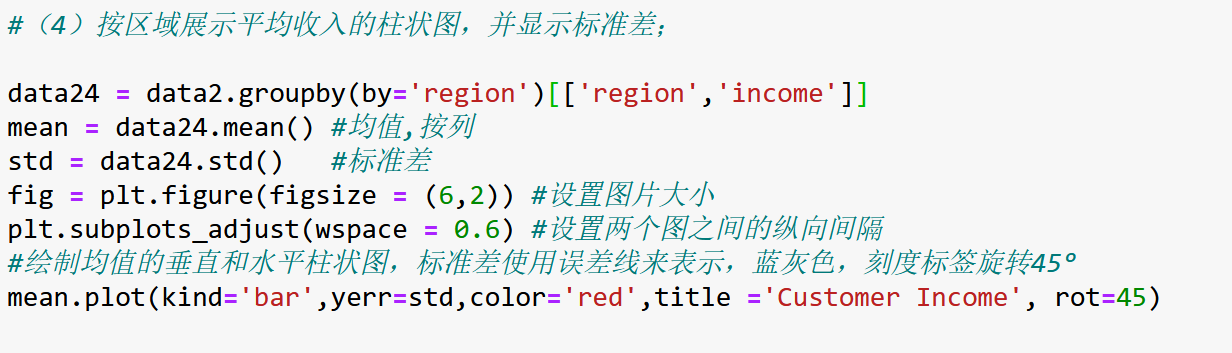 #（4）按区域展示平均收入的柱状图，并显示标准差；
data24 = data2.groupby(by='region')[['region','income']]
mean = data24.mean() #均值,按列
std = data24.std()   #标准差
fig = plt.figure(figsize = (6,2)) #设置图片大小
plt.subplots_adjust(wspace = 0.6) #设置两个图之间的纵向间隔
#绘制均值的垂直和水平柱状图，标准差使用误差线来表示，蓝灰色，刻度标签旋转45°
mean.plot(kind='bar',yerr=std,color='red',title ='Customer Income', rot=45)